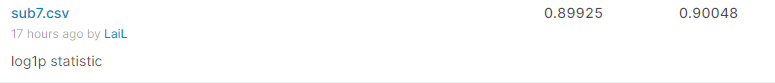 sub7.csv 0.89925 0.90048
17 hours ago by LaiL
log1p statistic